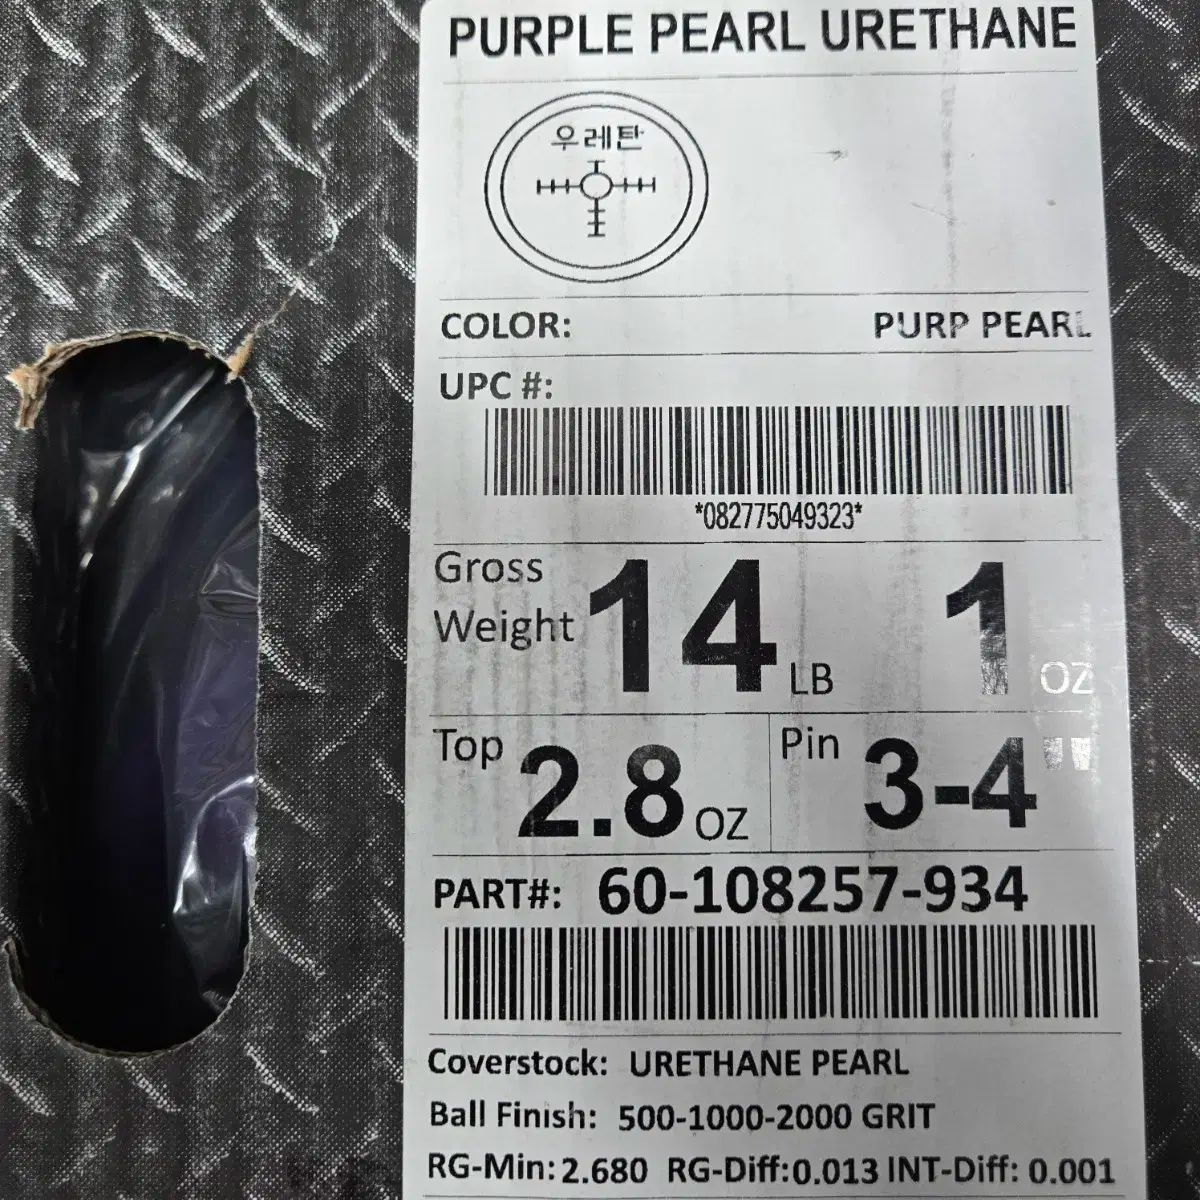 PURPLE PEARL URETHANE
우레탄
COLOR: PURP PEARL
UPC #:
*082775049323*
Gross Weight 14 LB 1 OZ
Top 2.8 OZ Pin 3-4"
PART#: 60-108257-934
Coverstock: URETHANE PEARL
Ball Finish: 500-1000-2000 GRIT
RG-Min: 2.680 RG-Diff: 0.013 INT-Diff: 0.001